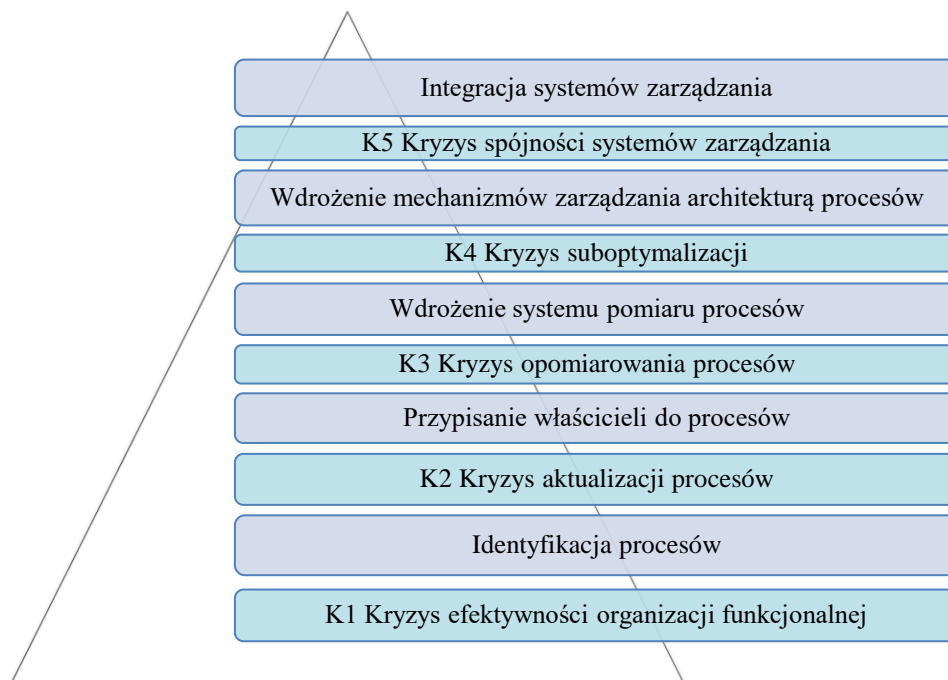 Integracja systemów zarządzania
K5 Kryzys spójności systemów zarządzania
Wdrożenie mechanizmów zarządzania architekturą procesów
K4 Kryzys suboptymalizacji
Wdrożenie systemu pomiaru procesów
K3 Kryzys opomiarowania procesów
Przypisanie właścicieli do procesów
K2 Kryzys aktualizacji procesów
Identyfikacja procesów
K1 Kryzys efektywności organizacji funkcjonalnej